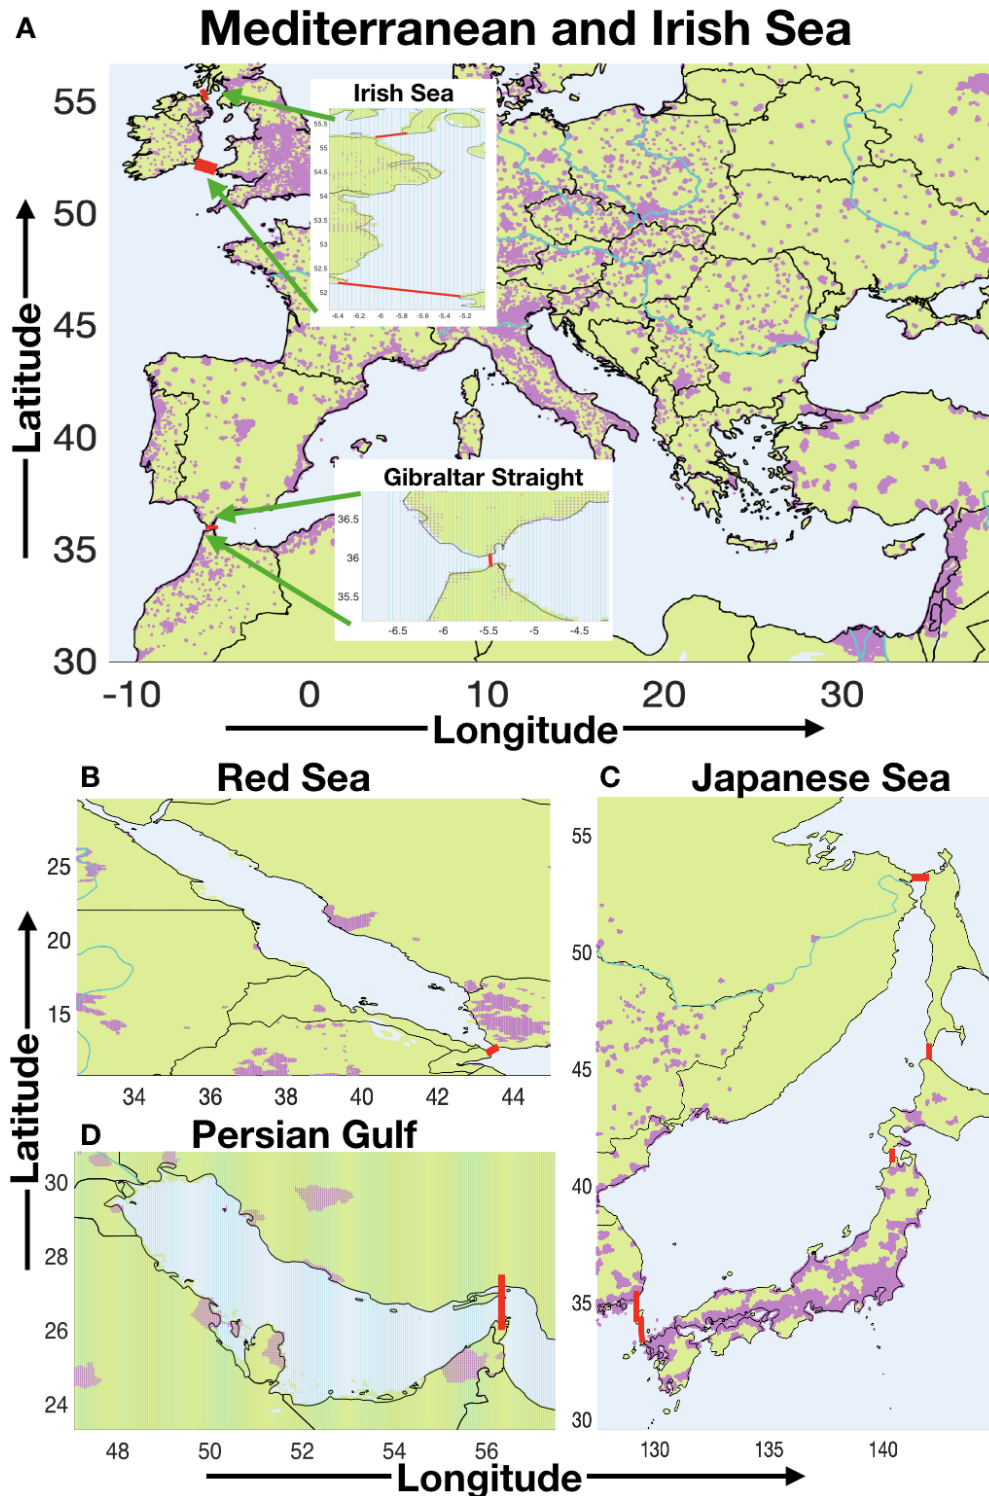 A
Mediterranean and Irish Sea
55
50
45
40
35
30
Latitude
-10 0 10 20 30
Longitude
Irish Sea
55.5
55
54.5
54
53.5
53
52.5
52
-6.4 -6.2 -6 -5.8 -5.6 -5.4 -5.2
Gibraltar Straight
36.5
36
35.5
-6.5 -6 -5.5 -5 -4.5
B
Red Sea
25
20
15
34 36 38 40 42 44
C
Japanese Sea
55
50
45
40
35
30
130 135 140
D
Persian Gulf
30
28
26
24
48 50 52 54 56
Latitude
Longitude